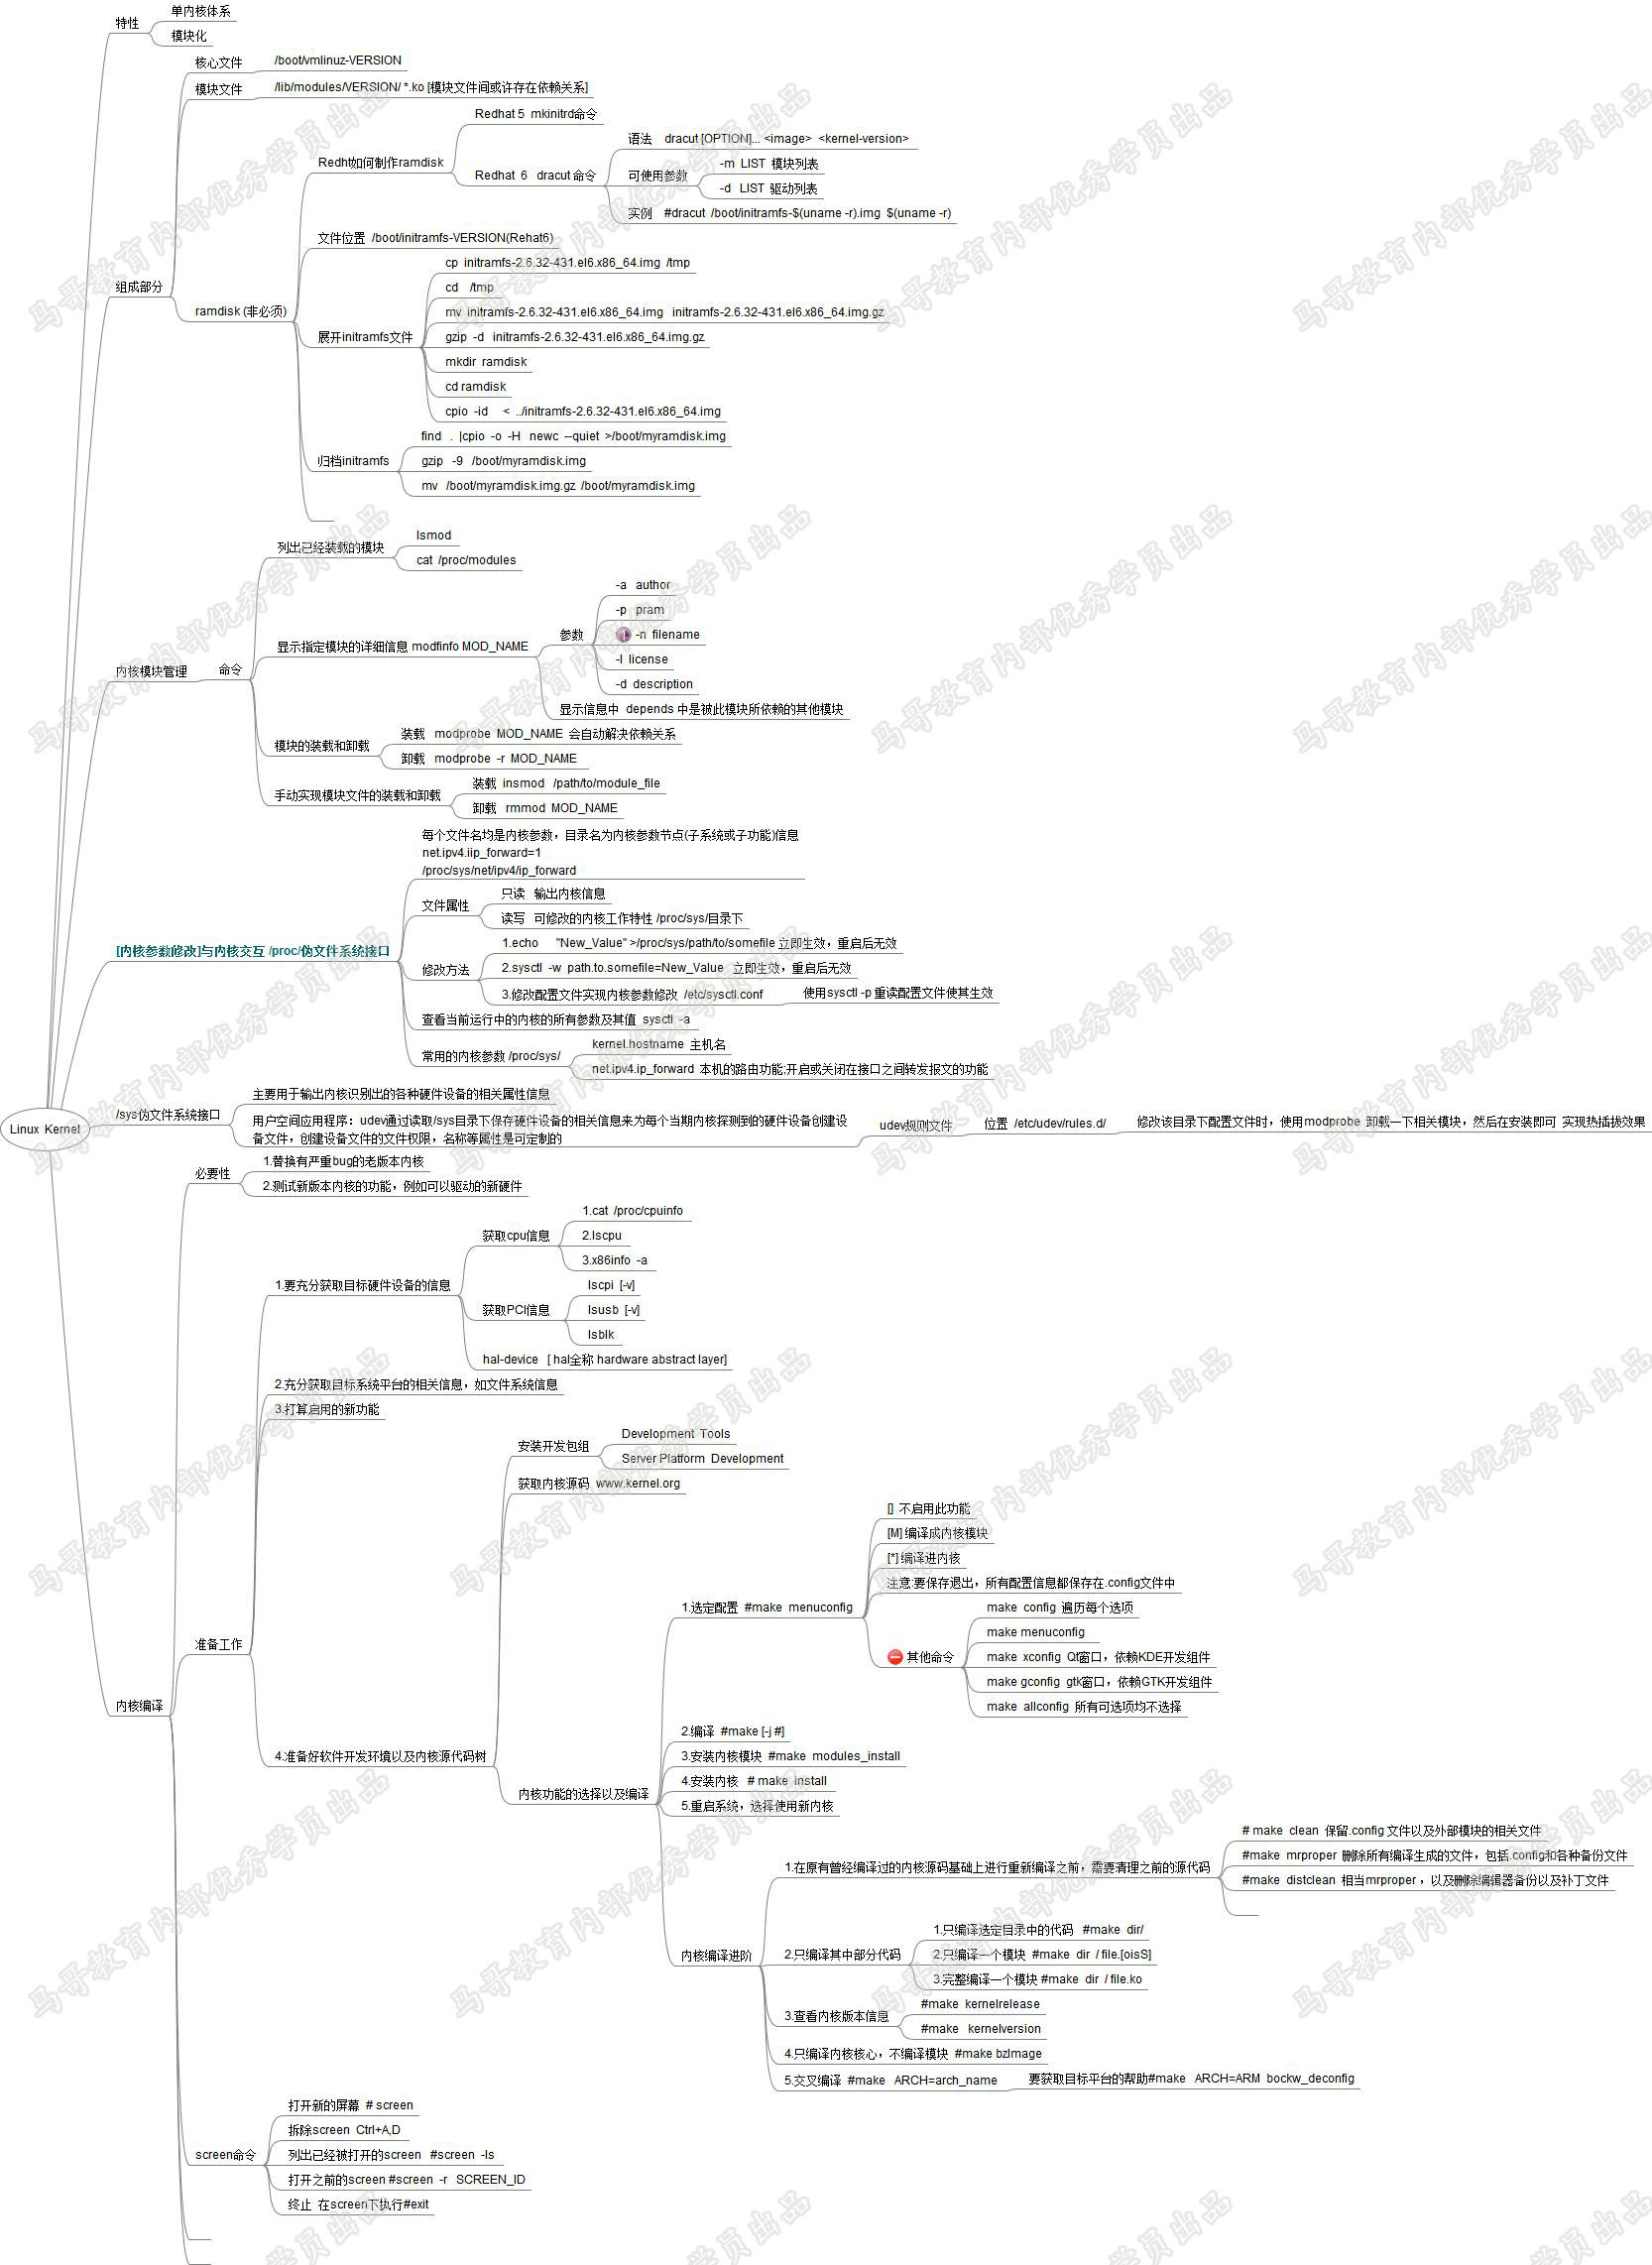 Linux Kernel
特性
单内核体系
模块化
组成部分
核心文件
/boot/vmlinuz-VERSION
模块文件
/lib/modules/VERSION/ *.ko [模块文件间或许存在依赖关系]
ramdisk (非必须)
Redht如何制作ramdisk
Redhat 5 mkinitrd命令
Redhat 6 dracut 命令
语法 dracut [OPTION]... <image> <kernel-version>
可使用参数
-m LIST 模块列表
-d LIST 驱动列表
实例 #dracut /boot/initramfs-$(uname -r).img $(uname -r)
文件位置 /boot/initramfs-VERSION(Rehat6)
展开initramfs文件
cp initramfs-2.6.32-431.el6.x86_64.img /tmp
cd /tmp
mv initramfs-2.6.32-431.el6.x86_64.img initramfs-2.6.32-431.el6.x86_64.img.gz
gzip -d initramfs-2.6.32-431.el6.x86_64.img.gz
mkdir ramdisk
cd ramdisk
cpio -id < ../initramfs-2.6.32-431.el6.x86_64.img
归档initramfs
find . |cpio -o -H newc --quiet >/boot/myramdisk.img
gzip -9 /boot/myramdisk.img
mv /boot/myramdisk.img.gz /boot/myramdisk.img
内核模块管理
命令
列出已经装载的模块
lsmod
cat /proc/modules
显示指定模块的详细信息 modfinfo MOD_NAME
参数
-a author
-p pram
-n filename
-l license
-d description
显示信息中 depends 中是被此模块所依赖的其他模块
模块的装载和卸载
装载 modprobe MOD_NAME 会自动解决依赖关系
卸载 modprobe -r MOD_NAME
手动实现模块文件的装载和卸载
装载 insmod /path/to/module_file
卸载 rmmod MOD_NAME
[内核参数修改]与内核交互 /proc/伪文件系统接口
每个文件名均是内核参数，目录名为内核参数节点(子系统或子功能)信息
net.ipv4.iip_forward=1
/proc/sys/net/ipv4/ip_forward
文件属性
只读 输出内核信息
读写 可修改的内核工作特性 /proc/sys/目录下
修改方法
1.echo "New_Value" >/proc/sys/path/to/somefile 立即生效，重启后无效
2.sysctl -w path.to.somefile=New_Value 立即生效，重启后无效
3.修改配置文件实现内核参数修改 /etc/sysctl.conf
使用sysctl -p 重读配置文件使其生效
查看当前运行中的内核的所有参数及其值 sysctl -a
常用的内核参数 /proc/sys/
kernel.hostname 主机名
net.ipv4.ip_forward 本机的路由功能;开启或关闭在接口之间转发报文的功能
/sys伪文件系统接口
主要用于输出内核识别出的各种硬件设备的相关属性信息
用户空间应用程序：udev通过读取/sys目录下保存硬件设备的相关信息来为每个当期内核探测到的硬件设备创建设
备文件，创建设备文件的文件权限，名称等属性是可定制的
udev规则文件
位置 /etc/udev/rules.d/
修改该目录下配置文件时，使用modprobe 卸载一下相关模块，然后在安装即可 实现热插拔效果
内核编译
必要性
1.替换有严重bug的老版本内核
2.测试新版本内核的功能，例如可以驱动的新硬件
准备工作
1.要充分获取目标硬件设备的信息
获取cpu信息
1.cat /proc/cpuinfo
2.lscpu
3.x86info -a
获取PCI信息
lscpi [-v]
lsusb [-v]
lsblk
hal-device [ hal全称 hardware abstract layer]
2.充分获取目标系统平台的相关信息，如文件系统信息
3.打算启用的新功能
4.准备好软件开发环境以及内核源代码树
安装开发包组
Development Tools
Server Platform Development
获取内核源码 www.kernel.org
内核功能的选择以及编译
1.选定配置 #make menuconfig
[] 不启用此功能
[M] 编译成内核模块
[*] 编译进内核
注意:要保存退出，所有配置信息都保存在.config文件中
其他命令
make config 遍历每个选项
make menuconfig
make xconfig Qt窗口，依赖KDE开发组件
make gconfig gtk窗口，依赖GTK开发组件
make allconfig 所有可选项均不选择
2.编译 #make [-j #]
3.安装内核模块 #make modules_install
4.安装内核 # make install
5.重启系统，选择使用新内核
内核编译进阶
1.在原有曾经编译过的内核源码基础上进行重新编译之前，需要清理之前的源代码
# make clean 保留.config 文件以及外部模块的相关文件
#make mrproper 删除所有编译生成的文件，包括.config和各种备份文件
#make distclean 相当mrproper ，以及删除编辑器备份以及补丁文件
2.只编译其中部分代码
1.只编译选定目录中的代码 #make dir/
2.只编译一个模块 #make dir / file.[oisS]
3.完整编译一个模块 #make dir / file.ko
3.查看内核版本信息
#make kernelrelease
#make kernelversion
4.只编译内核核心，不编译模块 #make bzImage
5.交叉编译 #make ARCH=arch_name
要获取目标平台的帮助#make ARCH=ARM bockw_deconfig
screen命令
打开新的屏幕 # screen
拆除screen Ctrl+A,D
列出已经被打开的screen #screen -ls
打开之前的screen #screen -r SCREEN_ID
终止 在screen下执行#exit
马哥教育内部优秀学员出品